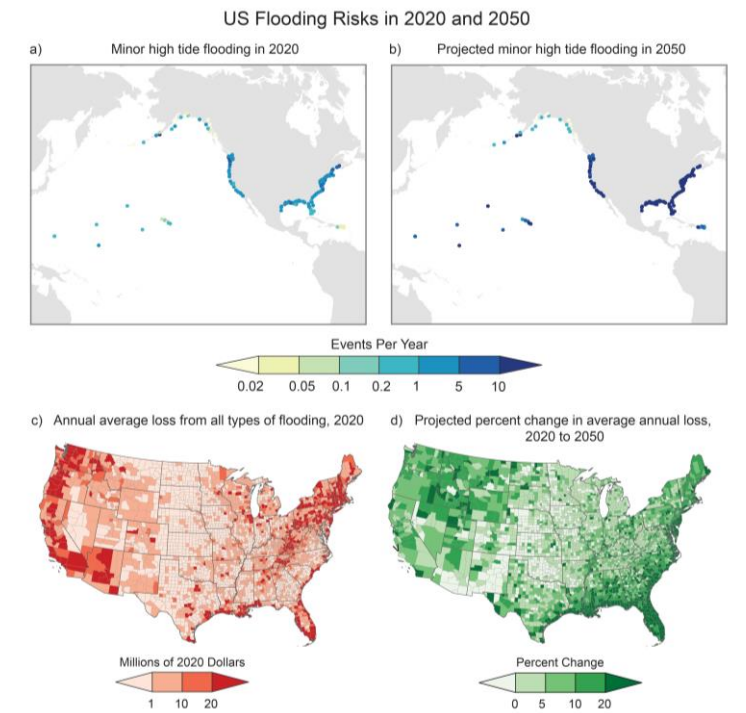 US Flooding Risks in 2020 and 2050
a) Minor high tide flooding in 2020
b) Projected minor high tide flooding in 2050
Events Per Year
0.02 0.05 0.1 0.2 1 5 10
c) Annual average loss from all types of flooding, 2020
d) Projected percent change in average annual loss,
2020 to 2050
Millions of 2020 Dollars
1 10 20
Percent Change
0 5 10 20